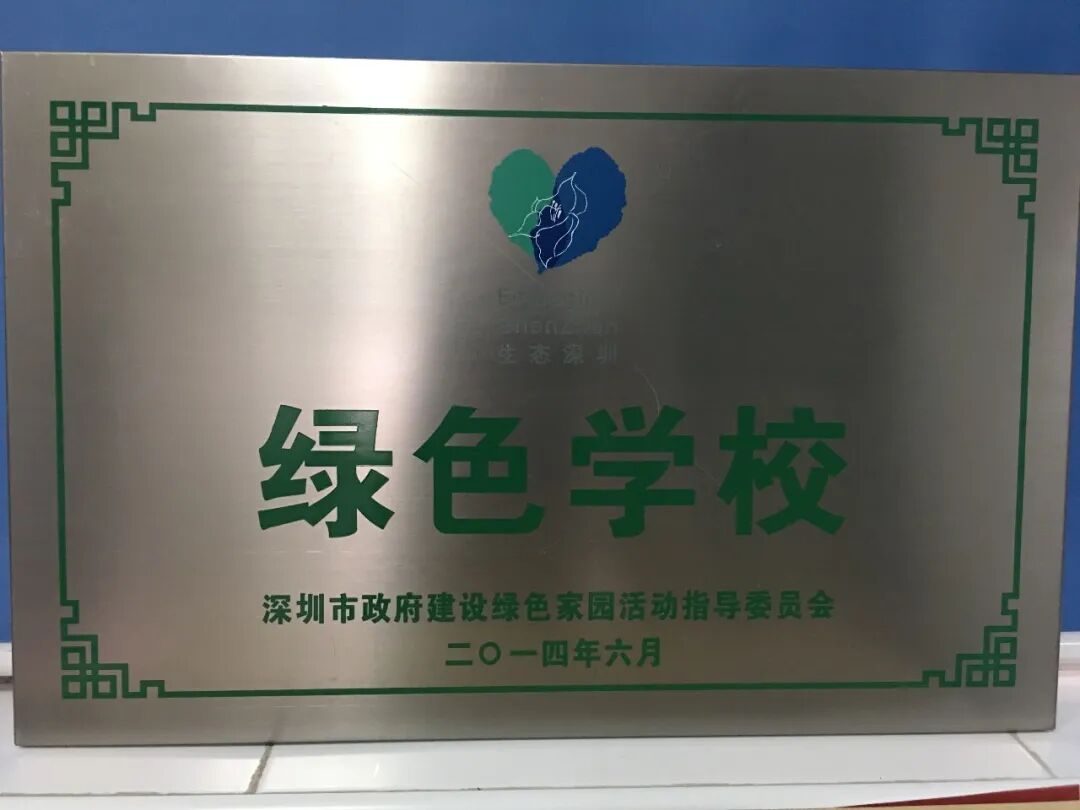 生态深圳
绿色学校
深圳市政府建设绿色家园活动指导委员会
二〇一四年六月